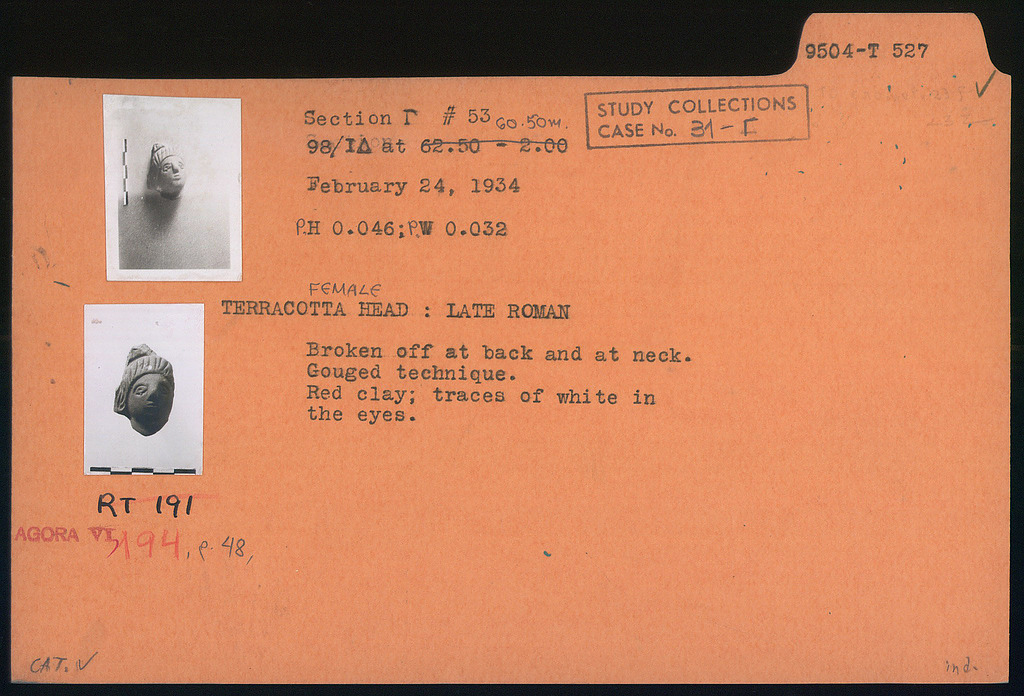 9504-T 527
✓
Section Γ # 53 60.50m.
98/ΙΔ at 62.50 - 2.00
STUDY COLLECTIONS
CASE No. 31-Γ
February 24, 1934
P.H 0.046; P.W 0.032
FEMALE
TERRACOTTA HEAD : LATE ROMAN
Broken off at back and at neck.
Gouged technique.
Red clay; traces of white in
the eyes.
RT 191
AGORA VI, 194, p. 48,
CAT. ✓
ind.